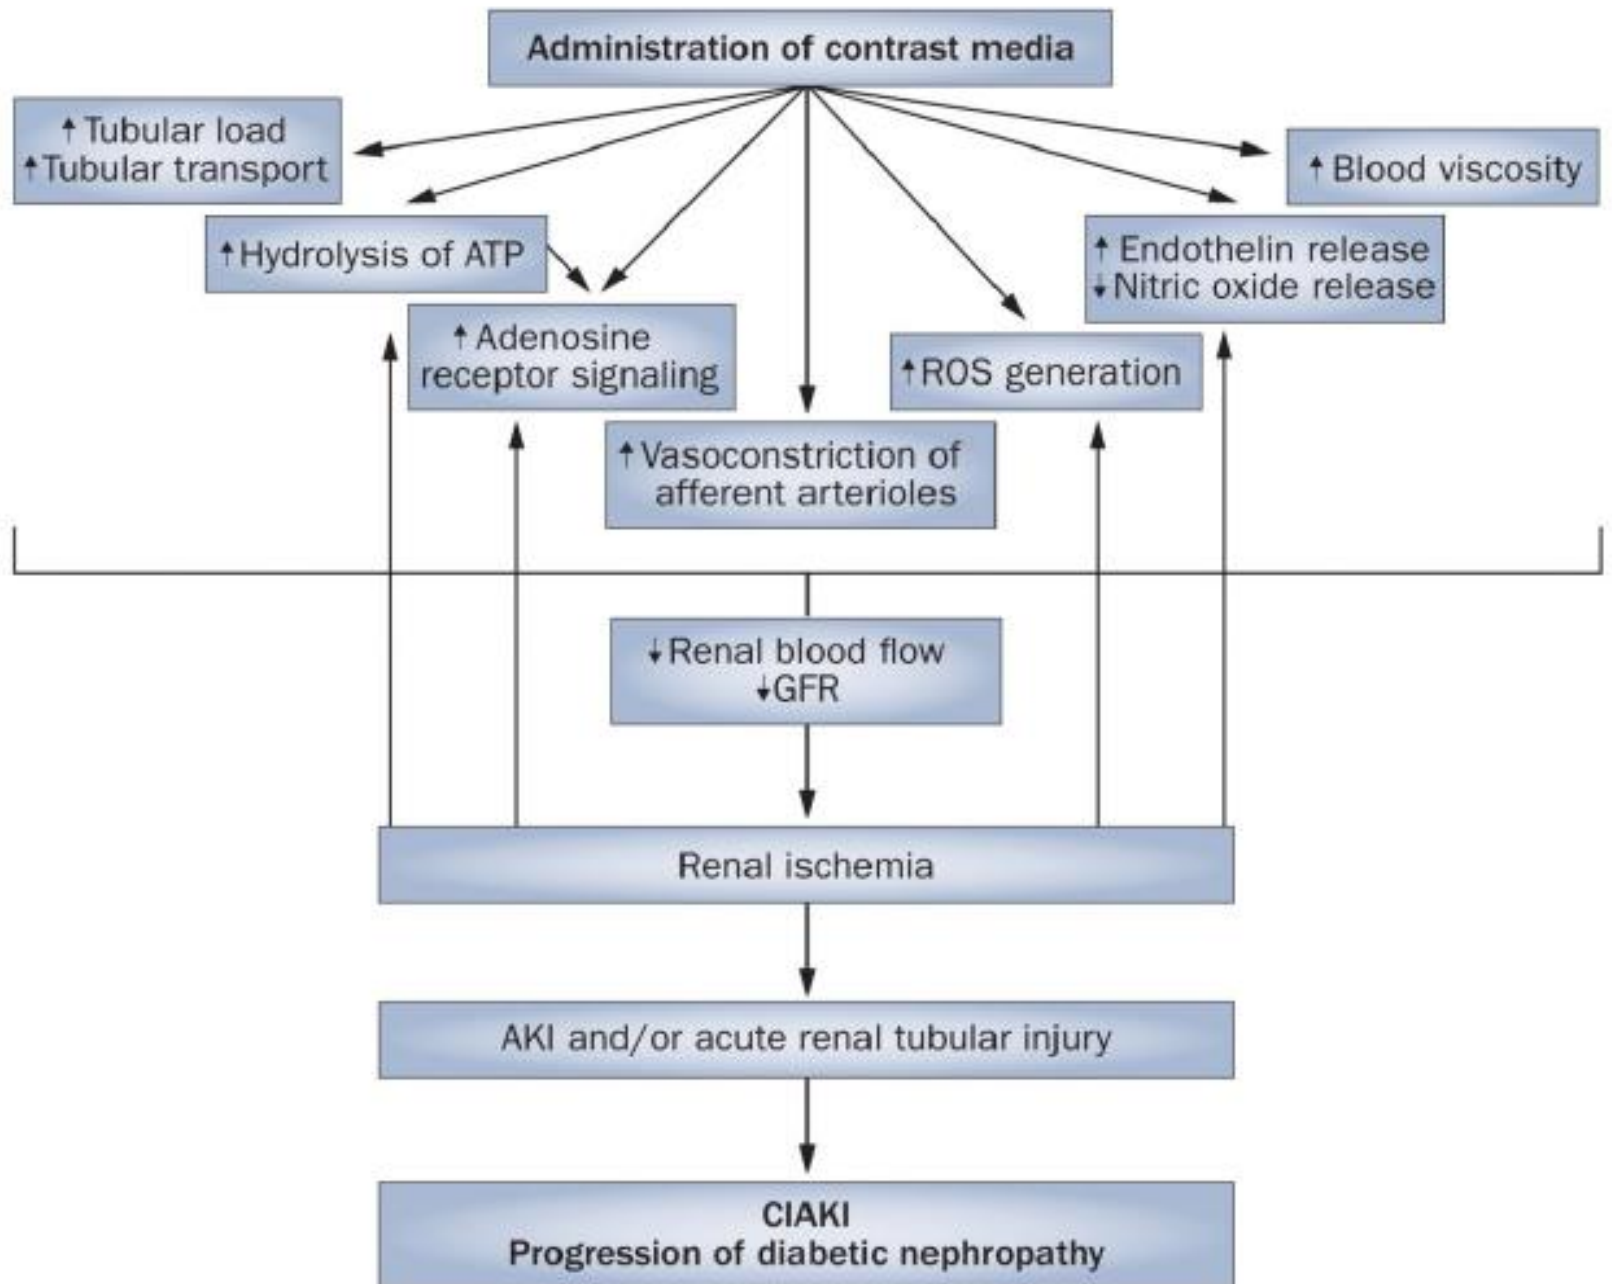 Administration of contrast media
↑Tubular load
↑Tubular transport
↑Blood viscosity
↑Hydrolysis of ATP
↑Endothelin release
↓Nitric oxide release
↑Adenosine
receptor signaling
↑ROS generation
↑Vasoconstriction of
afferent arterioles
↓Renal blood flow
↓GFR
Renal ischemia
AKI and/or acute renal tubular injury
CIAKI
Progression of diabetic nephropathy